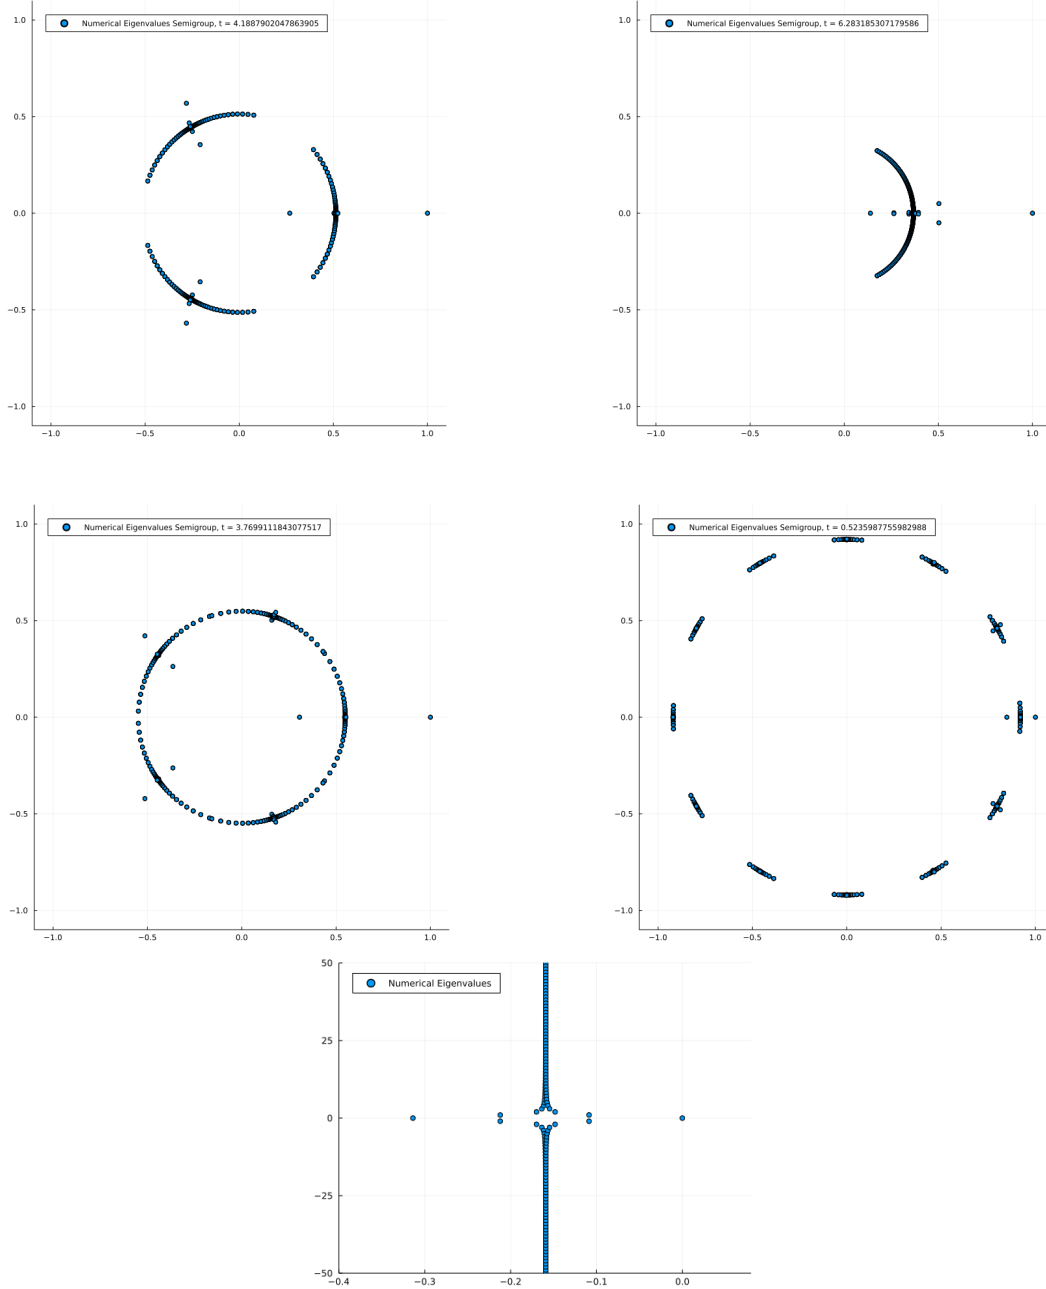 Numerical Eigenvalues Semigroup, t = 4.1887902047863905
1.0
0.5
0.0
−0.5
−1.0
−1.0 −0.5 0.0 0.5 1.0
Numerical Eigenvalues Semigroup, t = 6.283185307179586
1.0
0.5
0.0
−0.5
−1.0
−1.0 −0.5 0.0 0.5 1.0
Numerical Eigenvalues Semigroup, t = 3.7699111843077517
1.0
0.5
0.0
−0.5
−1.0
−1.0 −0.5 0.0 0.5 1.0
Numerical Eigenvalues Semigroup, t = 0.5235987755982988
1.0
0.5
0.0
−0.5
−1.0
−1.0 −0.5 0.0 0.5 1.0
Numerical Eigenvalues
50
25
0
−25
−50
−0.4 −0.3 −0.2 −0.1 0.0